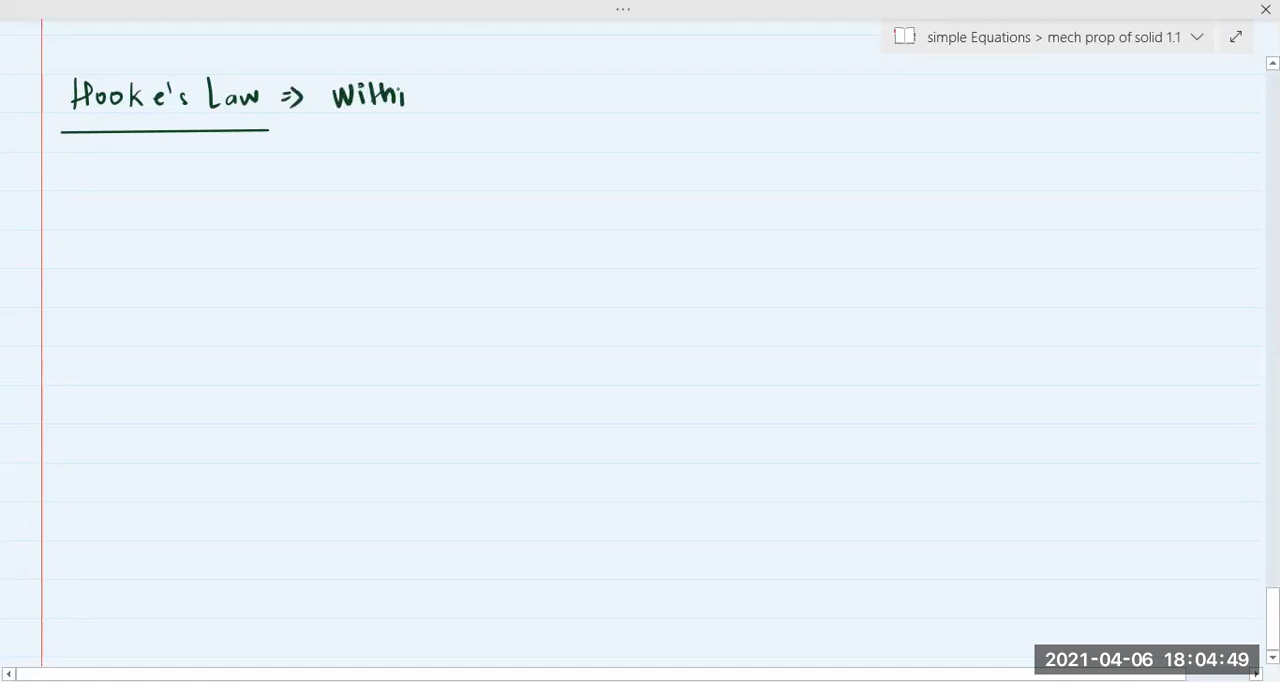 ...
simple Equations > mech prop of solid 1.1
Hooke's Law => Withi
2021-04-06 18:04:49